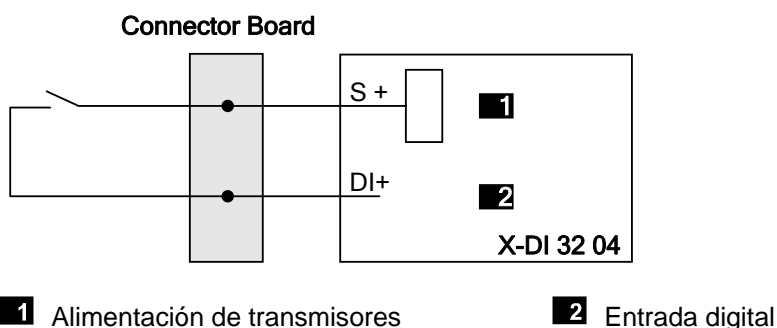 Connector Board
S +
1
DI+
2
X-DI 32 04
1 Alimentación de transmisores
2 Entrada digital